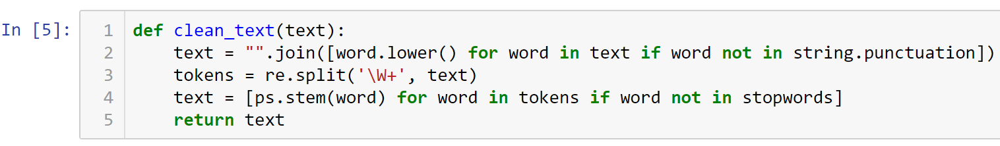 In [5]:
1 def clean_text(text):
2     text = "".join([word.lower() for word in text if word not in string.punctuation])
3     tokens = re.split('\W+', text)
4     text = [ps.stem(word) for word in tokens if word not in stopwords]
5     return text